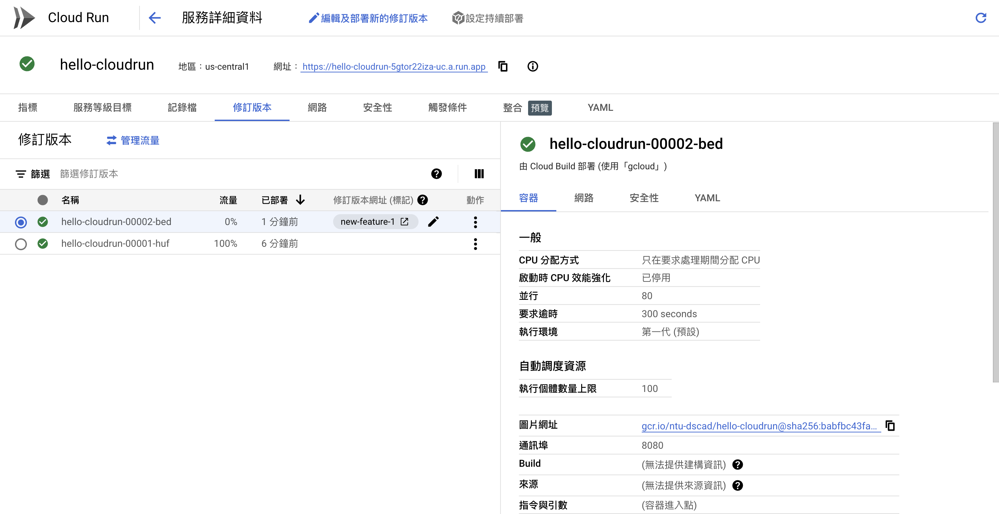 Cloud Run
服務詳細資料
編輯及部署新的修訂版本
設定持續部署
hello-cloudrun
地區：us-central1
網址：https://hello-cloudrun-5gtor22iza-uc.a.run.app
指標 服務等級目標 記錄檔 修訂版本 網路 安全性 觸發條件 整合 預覽 YAML
修訂版本 管理流量
篩選 篩選修訂版本
名稱 流量 已部署 修訂版本網址 (標記) 動作
hello-cloudrun-00002-bed 0% 1 分鐘前 new-feature-1
hello-cloudrun-00001-huf 100% 6 分鐘前
hello-cloudrun-00002-bed
由 Cloud Build 部署 (使用「gcloud」)
容器 網路 安全性 YAML
一般
CPU 分配方式 只在要求處理期間分配 CPU
啟動時 CPU 效能強化 已停用
並行 80
要求逾時 300 seconds
執行環境 第一代 (預設)
自動調度資源
執行個體數量上限 100
圖片網址 gcr.io/ntu-dscad/hello-cloudrun@sha256:babfbc43fa...
通訊埠 8080
Build (無法提供建構資訊)
來源 (無法提供來源資訊)
指令與引數 (容器進入點)